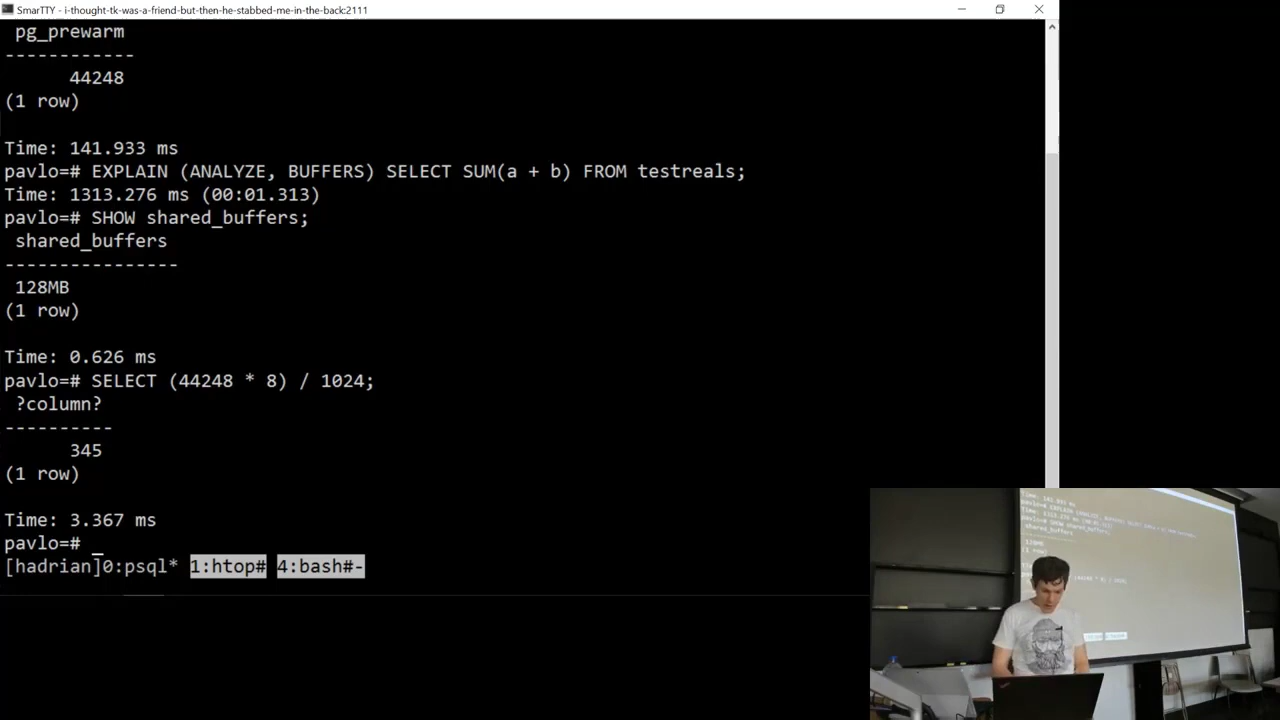 SmarTTY - i-thought-tk-was-a-friend-but-then-he-stabbed-me-in-the-back:2111
pg_prewarm
------------
44248
(1 row)
Time: 141.933 ms
pavlo=# EXPLAIN (ANALYZE, BUFFERS) SELECT SUM(a + b) FROM testreals;
Time: 1313.276 ms (00:01.313)
pavlo=# SHOW shared_buffers;
shared_buffers
----------------
128MB
(1 row)
Time: 0.626 ms
pavlo=# SELECT (44248 * 8) / 1024;
?column?
----------
345
(1 row)
Time: 3.367 ms
pavlo=# _
[hadrian]0:psql* 1:htop# 4:bash#-